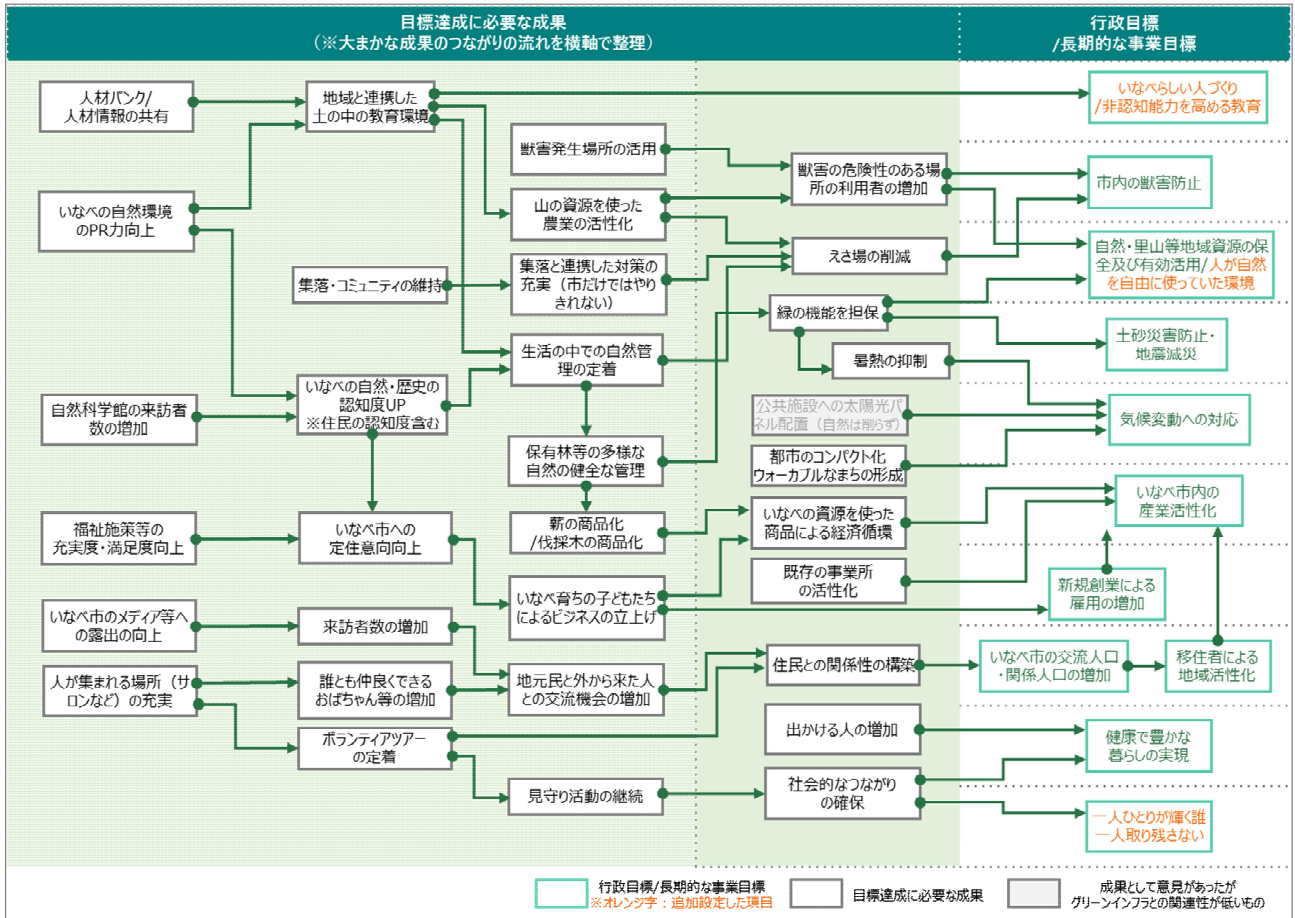 目標達成に必要な成果
（※大まかな成果のつながりの流れを横軸で整理）
行政目標
/長期的な事業目標
人材バンク/
人材情報の共有
地域と連携した
土の中の教育環境
いなべらしい人づくり
/非認知能力を高める教育
獣害発生場所の活用
獣害の危険性のある場
所の利用者の増加
市内の獣害防止
いなべの自然環境
のPR力向上
山の資源を使った
農業の活性化
えさ場の削減
自然・里山等地域資源の保
全及び有効活用/人が自然
を自由に使っていた環境
集落・コミュニティの維持
集落と連携した対策の
充実（市だけではやり
きれない）
緑の機能を担保
土砂災害防止・
地震減災
生活の中での自然管
理の定着
暑熱の抑制
自然科学館の来訪者
数の増加
いなべの自然・歴史の
認知度UP
※住民の認知度含む
公共施設への太陽光パ
ネル配置（自然は削らず）
気候変動への対応
保有林等の多様な
自然の健全な管理
都市のコンパクト化
ウォーカブルなまちの形成
福祉施策等の
充実度・満足度向上
いなべ市への
定住意向向上
薪の商品化
/伐採木の商品化
いなべの資源を使った
商品による経済循環
いなべ市内の
産業活性化
既存の事業所
の活性化
いなべ育ちの子どもたち
によるビジネスの立上げ
新規創業による
雇用の増加
いなべ市のメディア等へ
の露出の向上
来訪者数の増加
住民との関係性の構築
いなべ市の交流人口
・関係人口の増加
移住者による
地域活性化
人が集まれる場所（サ
ロンなど）の充実
誰とも仲良くできる
おばちゃん等の増加
地元民と外から来た人
との交流機会の増加
ボランティアツアー
の定着
出かける人の増加
健康で豊かな
暮らしの実現
見守り活動の継続
社会的なつながり
の確保
一人ひとりが輝く誰
一人取り残さない
行政目標/長期的な事業目標
※オレンジ字：追加設定した項目
目標達成に必要な成果
成果として意見があったが
グリーンインフラとの関連性が低いもの